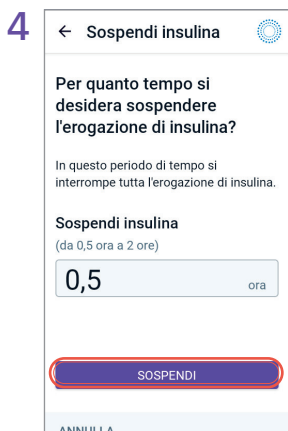 4
Sospendi insulina
Per quanto tempo si
desidera sospendere
l'erogazione di insulina?
In questo periodo di tempo si
interrompe tutta l'erogazione di insulina.
Sospendi insulina
(da 0,5 ora a 2 ore)
0,5 ora
SOSPENDI
ANNULLA